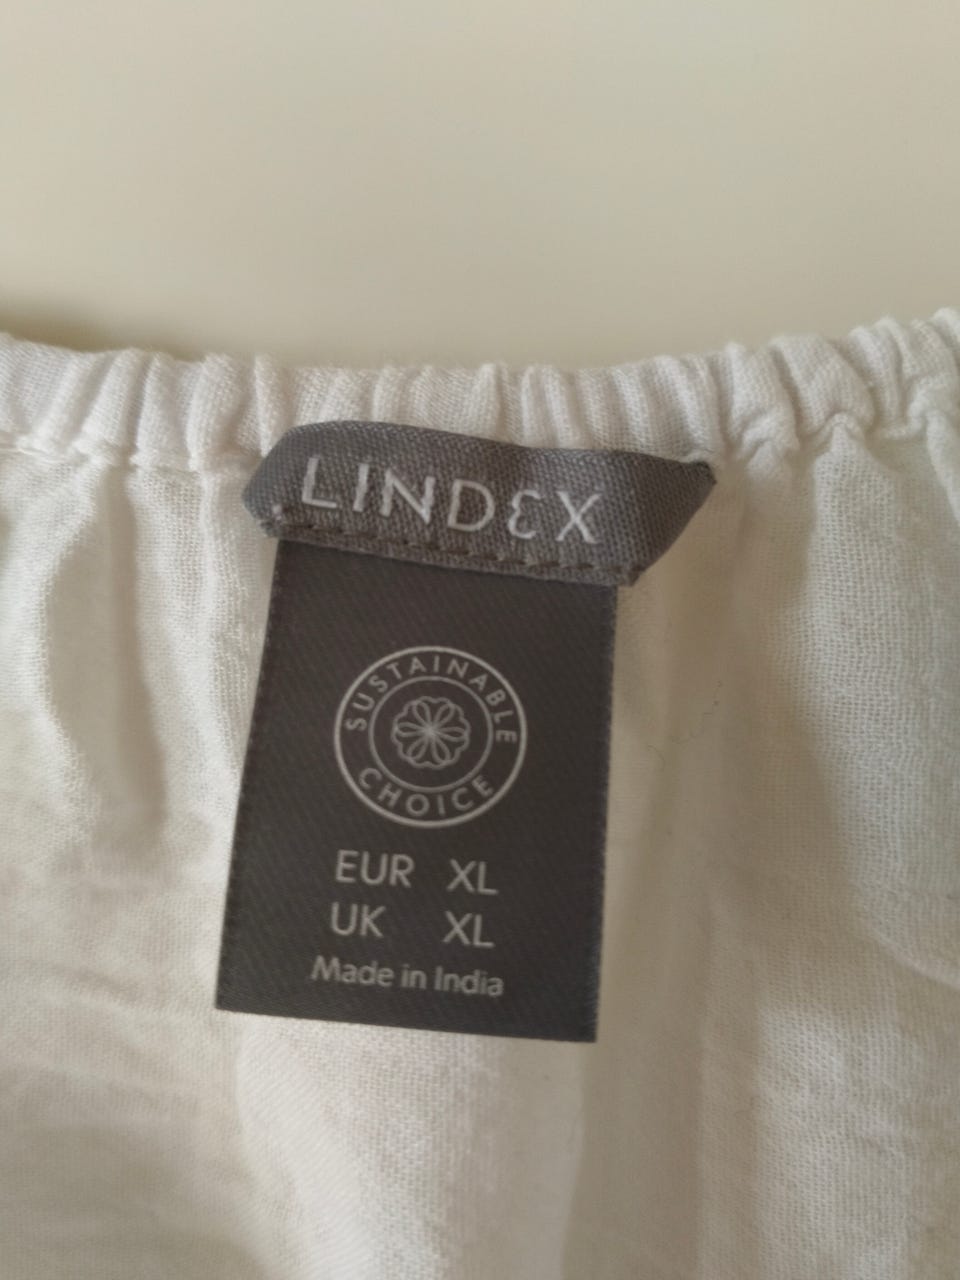 LINDEX
SUSTAINABLE
CHOICE
EUR XL
UK XL
Made in India